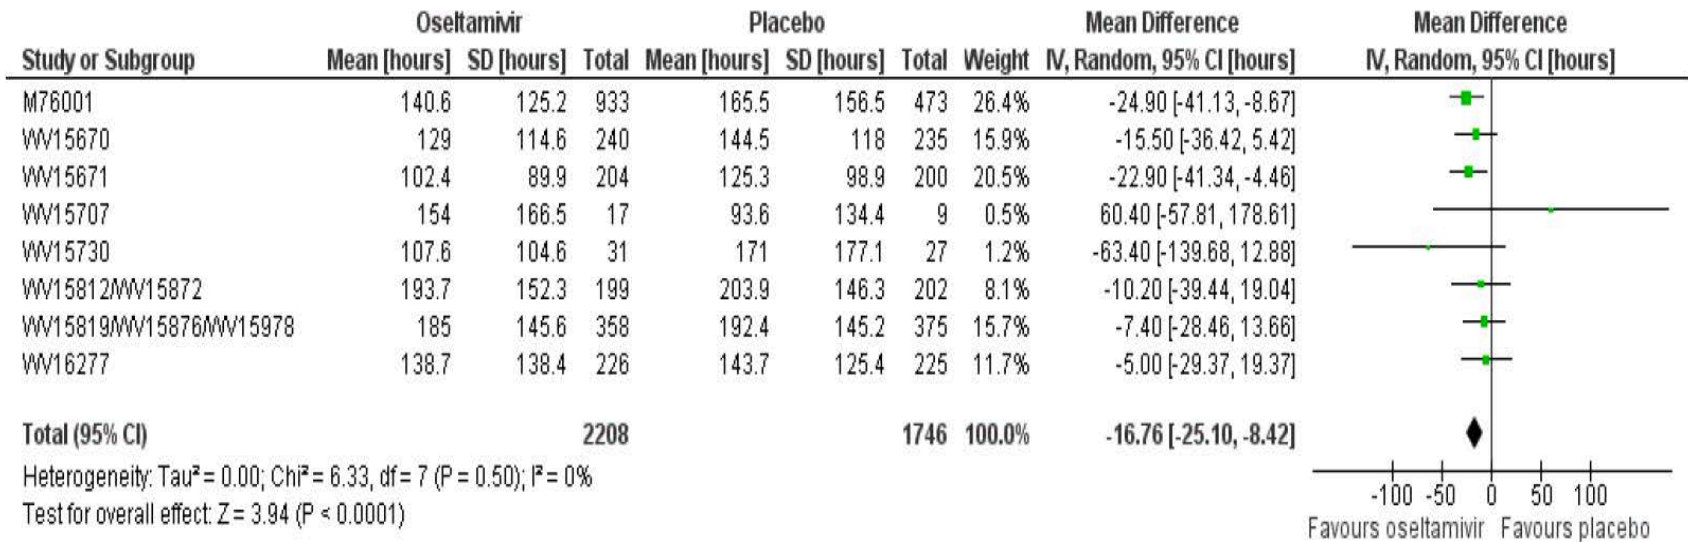 Oseltamivir Placebo Mean Difference Mean Difference
Study or Subgroup Mean [hours] SD [hours] Total Mean [hours] SD [hours] Total Weight IV, Random, 95% CI [hours] IV, Random, 95% CI [hours]
M76001 140.6 125.2 933 165.5 156.5 473 26.4% -24.90 [-41.13, -8.67]
WV15670 129 114.6 240 144.5 118 235 15.9% -15.50 [-36.42, 5.42]
WV15671 102.4 89.9 204 125.3 98.9 200 20.5% -22.90 [-41.34, -4.46]
WV15707 154 166.5 17 93.6 134.4 9 0.5% 60.40 [-57.81, 178.61]
WV15730 107.6 104.6 31 171 177.1 27 1.2% -63.40 [-139.68, 12.88]
WV15812/WV15872 193.7 152.3 199 203.9 146.3 202 8.1% -10.20 [-39.44, 19.04]
WV15819/WV15876/WV15978 185 145.6 358 192.4 145.2 375 15.7% -7.40 [-28.46, 13.66]
WV16277 138.7 138.4 226 143.7 125.4 225 11.7% -5.00 [-29.37, 19.37]
Total (95% CI) 2208 1746 100.0% -16.76 [-25.10, -8.42]
Heterogeneity: Tau² = 0.00; Chi² = 6.33, df = 7 (P = 0.50); I² = 0%
Test for overall effect: Z = 3.94 (P < 0.0001)
-100 -50 0 50 100
Favours oseltamivir Favours placebo